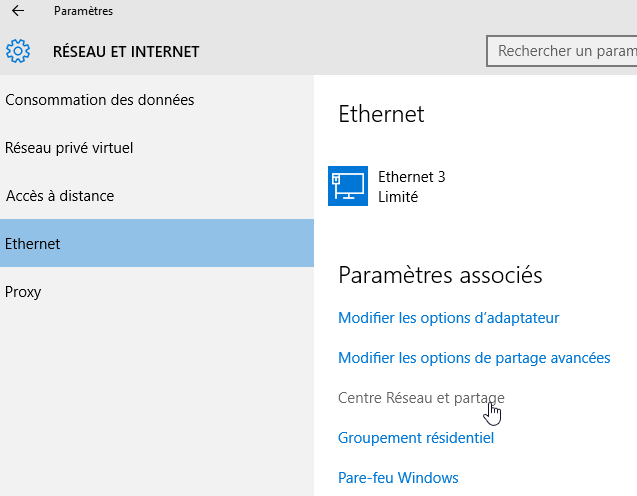 Paramètres
RÉSEAU ET INTERNET
Rechercher un param
Consommation des données
Réseau privé virtuel
Accès à distance
Ethernet
Proxy
Ethernet
Ethernet 3
Limité
Paramètres associés
Modifier les options d'adaptateur
Modifier les options de partage avancées
Centre Réseau et partage
Groupement résidentiel
Pare-feu Windows